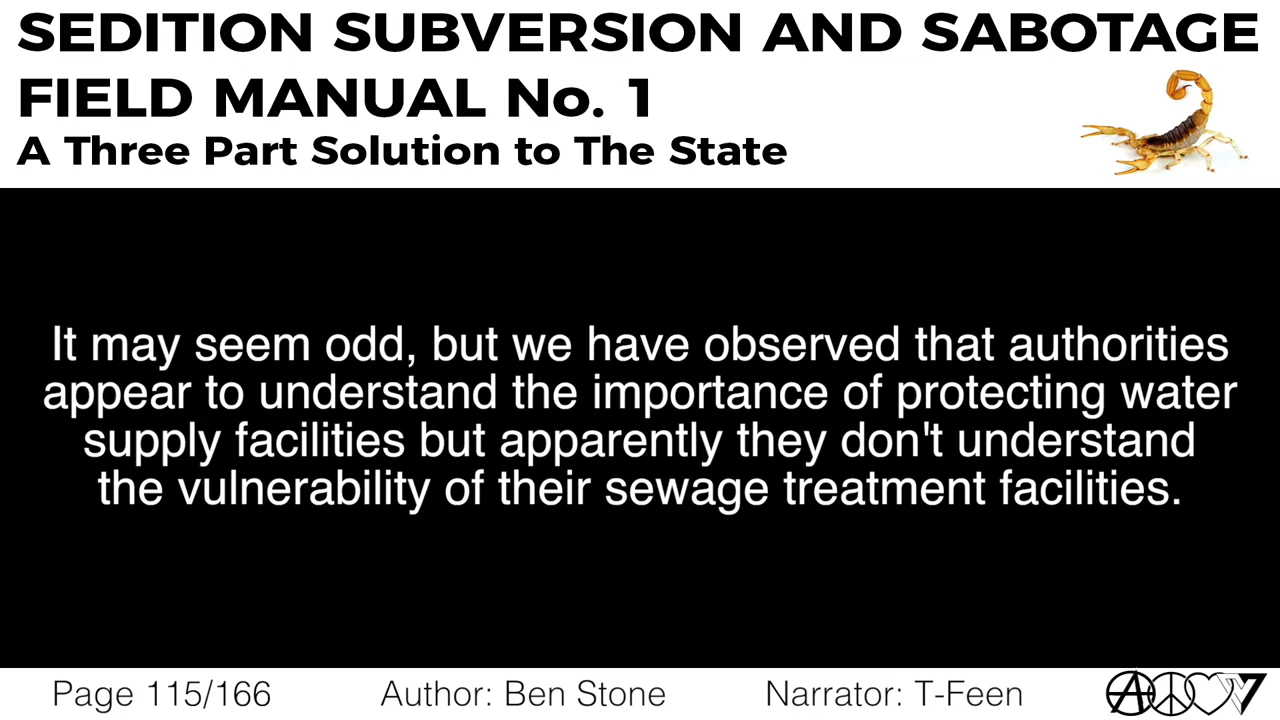 SEDITION SUBVERSION AND SABOTAGE
FIELD MANUAL No. 1
A Three Part Solution to The State
It may seem odd, but we have observed that authorities
appear to understand the importance of protecting water
supply facilities but apparently they don't understand
the vulnerability of their sewage treatment facilities.
Page 115/166 Author: Ben Stone Narrator: T-Feen